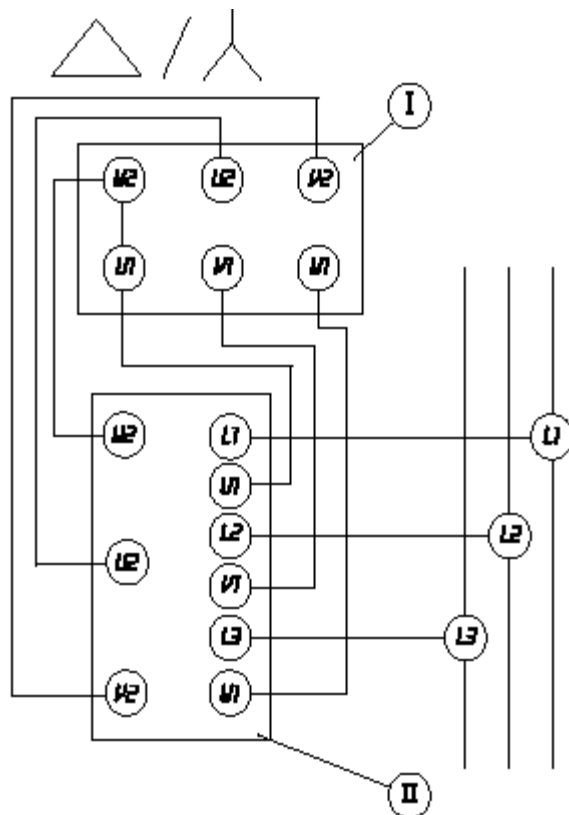 I
W2 U2 V2
U1 V1 W1
W2 L1 L1
U1
L2 L2
U2
V1
L3 L3
V2 W1
II